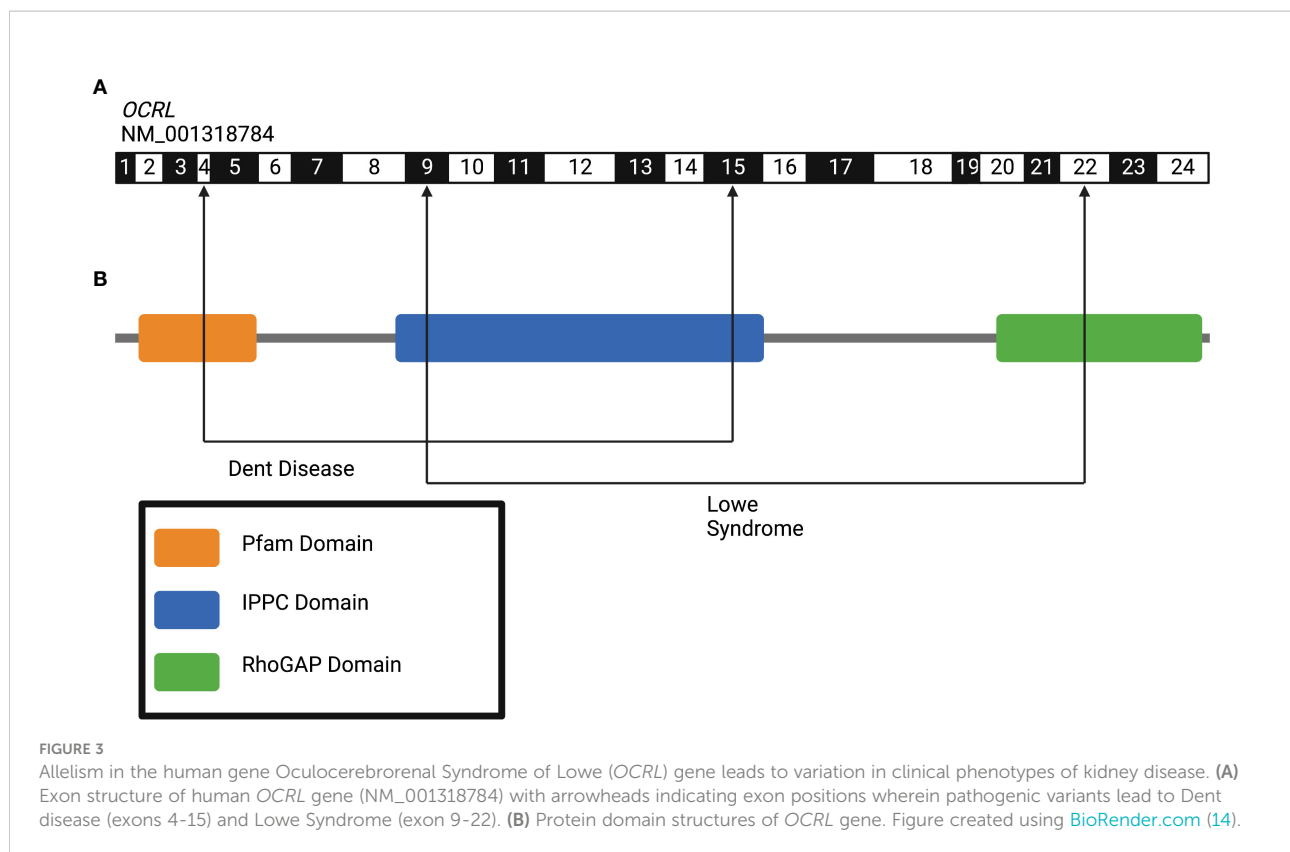 A
OCRL
NM_001318784
1 2 3 4 5 6 7 8 9 10 11 12 13 14 15 16 17 18 19 20 21 22 23 24
B
Dent Disease
Lowe
Syndrome
Pfam Domain
IPPC Domain
RhoGAP Domain
FIGURE 3
Allelism in the human gene Oculocerebrorenal Syndrome of Lowe (OCRL) gene leads to variation in clinical phenotypes of kidney disease. (A)
Exon structure of human OCRL gene (NM_001318784) with arrowheads indicating exon positions wherein pathogenic variants lead to Dent
disease (exons 4-15) and Lowe Syndrome (exon 9-22). (B) Protein domain structures of OCRL gene. Figure created using BioRender.com (14).